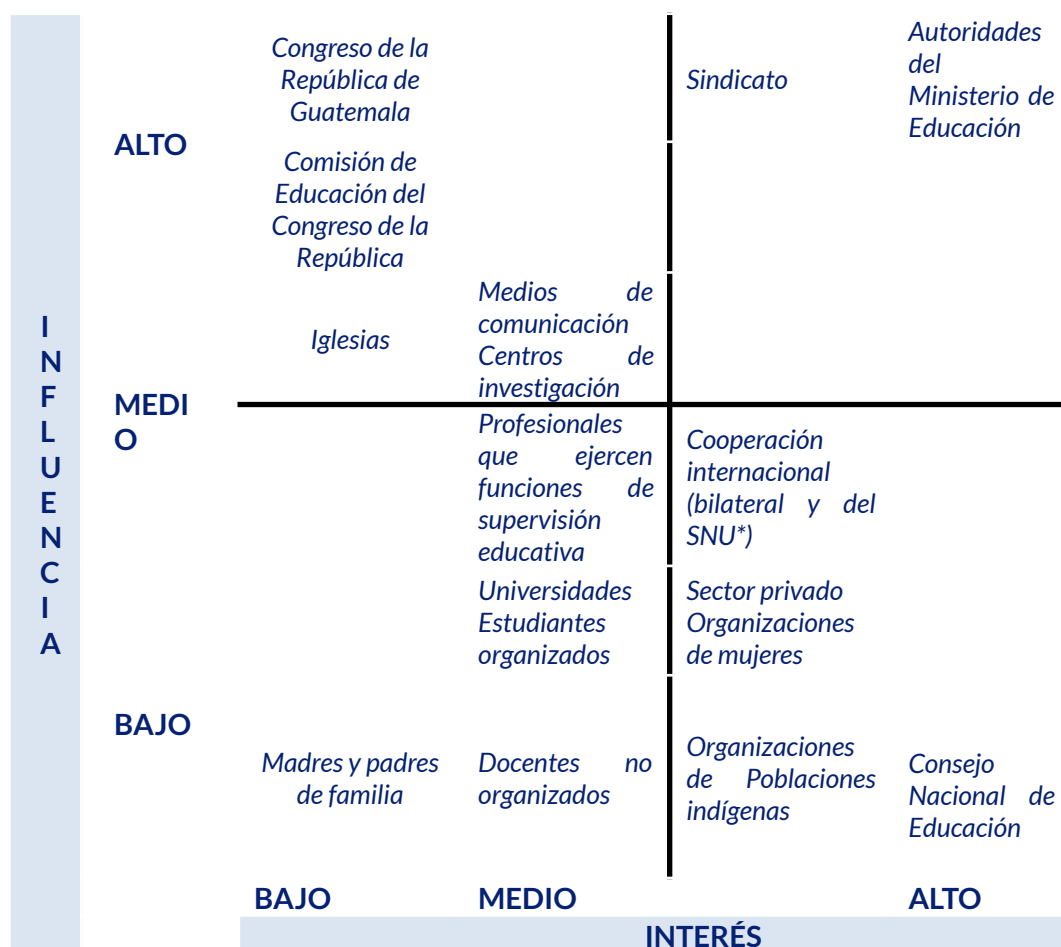 Congreso de la
República de
Guatemala
Sindicato
Autoridades
del
Ministerio de
Educación
ALTO
Comisión de
Educación del
Congreso de la
República
I
N
F
L
U
E
N
C
I
A
Iglesias
Medios de
comunicación
Centros de
investigación
MEDI
O
Profesionales
que ejercen
funciones de
supervisión
educativa
Cooperación
internacional
(bilateral y del
SNU*)
Universidades
Estudiantes
organizados
Sector privado
Organizaciones
de mujeres
BAJO
Madres y padres
de familia
Docentes no
organizados
Organizaciones
de Poblaciones
indígenas
Consejo
Nacional de
Educación
BAJO
MEDIO
ALTO
INTERÉS